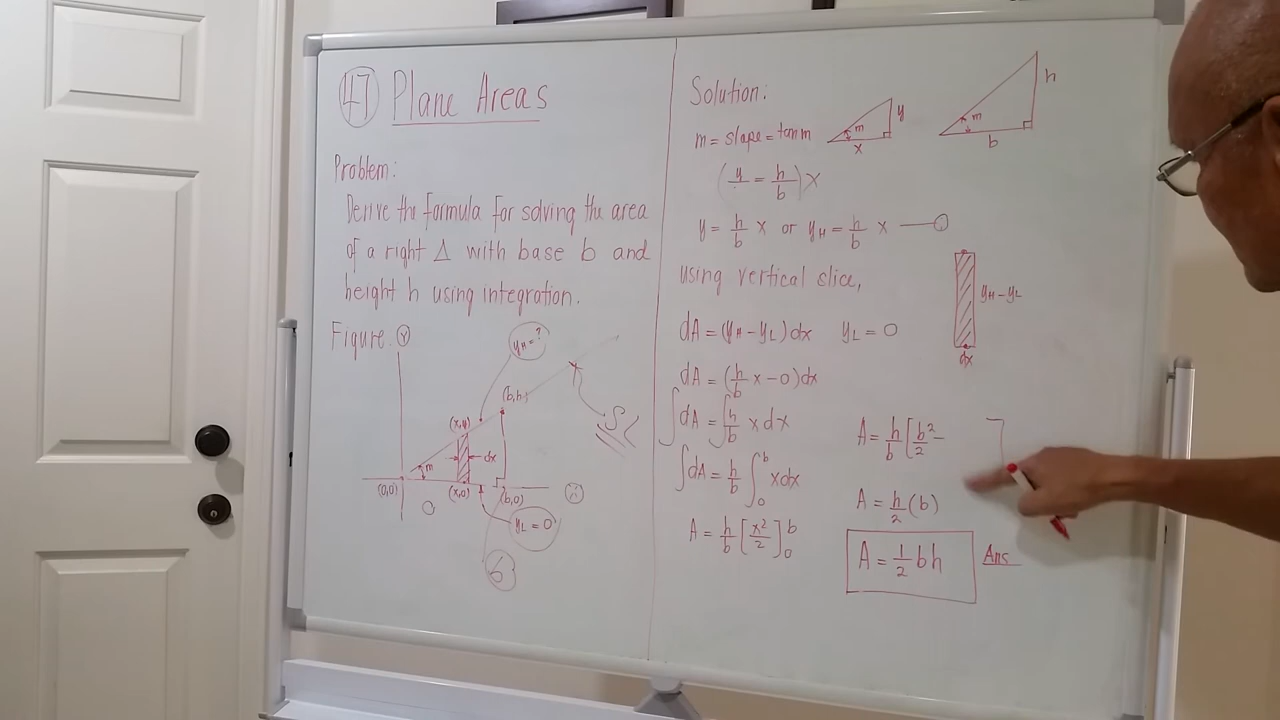 47 Plane Areas
Problem:
Derive the formula for solving the area
of a right Δ with base b and
height h using integration.
Figure:
Y
yH = ?
(b,h)
(x,y)
S
m
dx
(0,0)
(x,0)
(b,0)
X
0
yL = 0
6
Solution:
m = slope = tan m
m
y
x
m
h
b
(y/b = h/b) x
y = h/b x or yH = h/b x — 1
using vertical slice,
yH - yL
dx
dA = (yH - yL) dx yL = 0
dA = (h/b x - 0) dx
∫dA = ∫h/b x dx
∫dA = h/b ∫₀ᵇ x dx
A = h/b [x²/2]₀ᵇ
A = h/b [b²/2 - ]
A = h/2 (b)
A = 1/2 bh Ans